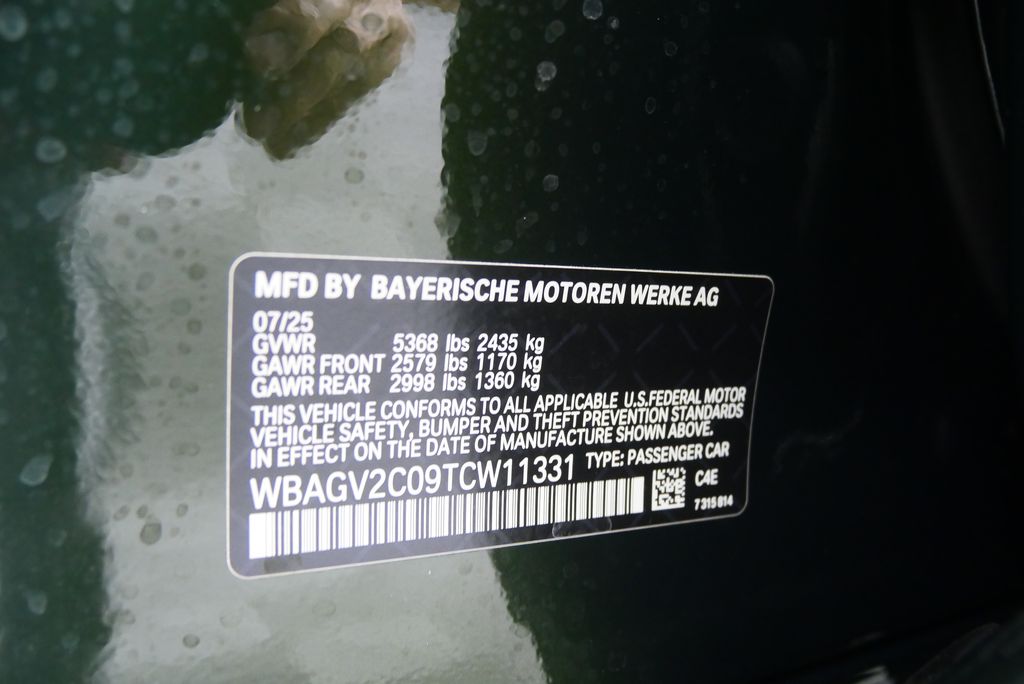 MFD BY BAYERISCHE MOTOREN WERKE AG
07/25
GVWR 5368 lbs 2435 kg
GAWR FRONT 2579 lbs 1170 kg
GAWR REAR 2998 lbs 1360 kg
THIS VEHICLE CONFORMS TO ALL APPLICABLE U.S.FEDERAL MOTOR
VEHICLE SAFETY, BUMPER AND THEFT PREVENTION STANDARDS
IN EFFECT ON THE DATE OF MANUFACTURE SHOWN ABOVE.
WBAGV2C09TCW11331 TYPE: PASSENGER CAR
C4E
7315614